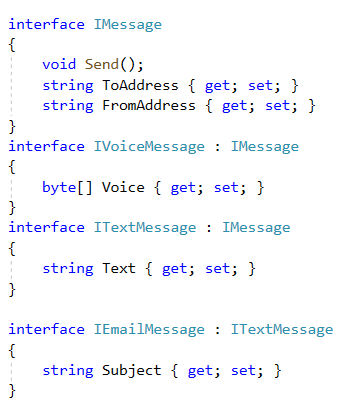 interface IMessage
{
    void Send();
    string ToAddress { get; set; }
    string FromAddress { get; set; }
}
interface IVoiceMessage : IMessage
{
    byte[] Voice { get; set; }
}
interface ITextMessage : IMessage
{
    string Text { get; set; }
}

interface IEmailMessage : ITextMessage
{
    string Subject { get; set; }
}